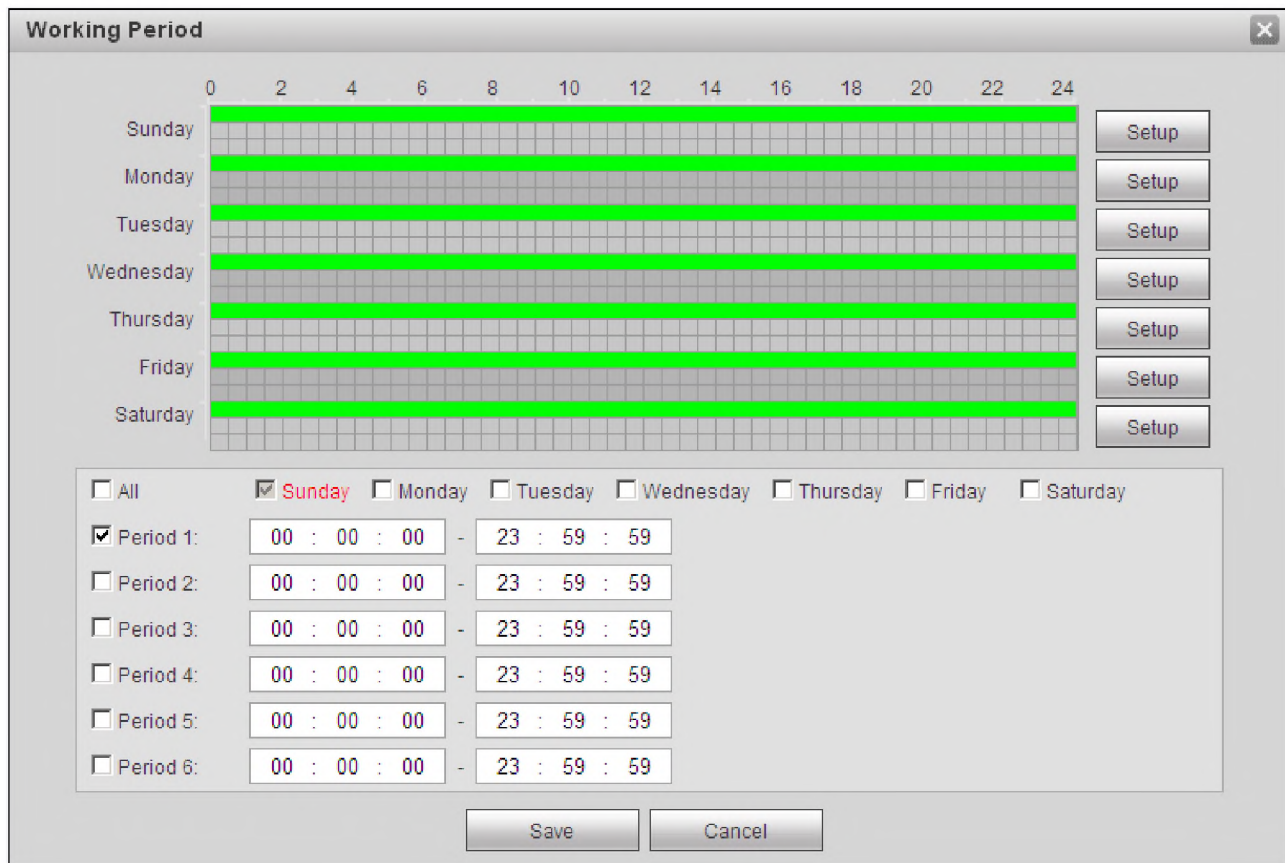 Working Period
0 2 4 6 8 10 12 14 16 18 20 22 24
Sunday Setup
Monday Setup
Tuesday Setup
Wednesday Setup
Thursday Setup
Friday Setup
Saturday Setup
All Sunday Monday Tuesday Wednesday Thursday Friday Saturday
Period 1: 00 : 00 : 00 - 23 : 59 : 59
Period 2: 00 : 00 : 00 - 23 : 59 : 59
Period 3: 00 : 00 : 00 - 23 : 59 : 59
Period 4: 00 : 00 : 00 - 23 : 59 : 59
Period 5: 00 : 00 : 00 - 23 : 59 : 59
Period 6: 00 : 00 : 00 - 23 : 59 : 59
Save Cancel